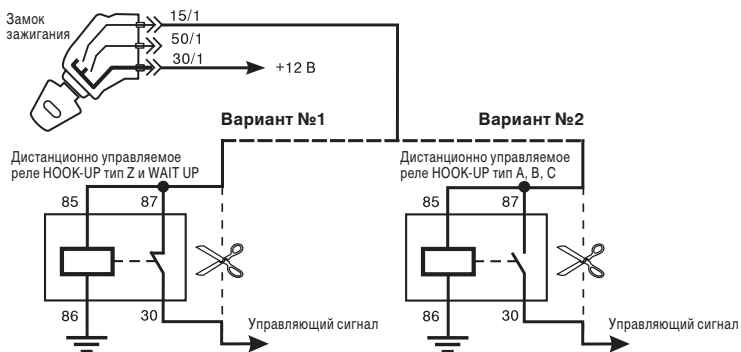 Замок
зажигания
15/1
50/1
30/1
+12 В
Вариант №1
Вариант №2
Дистанционно управляемое
реле HOOK-UP тип Z и WAIT UP
85
87
86
30
Управляющий сигнал
Дистанционно управляемое
реле HOOK-UP тип A, B, C
85
87
86
30
Управляющий сигнал